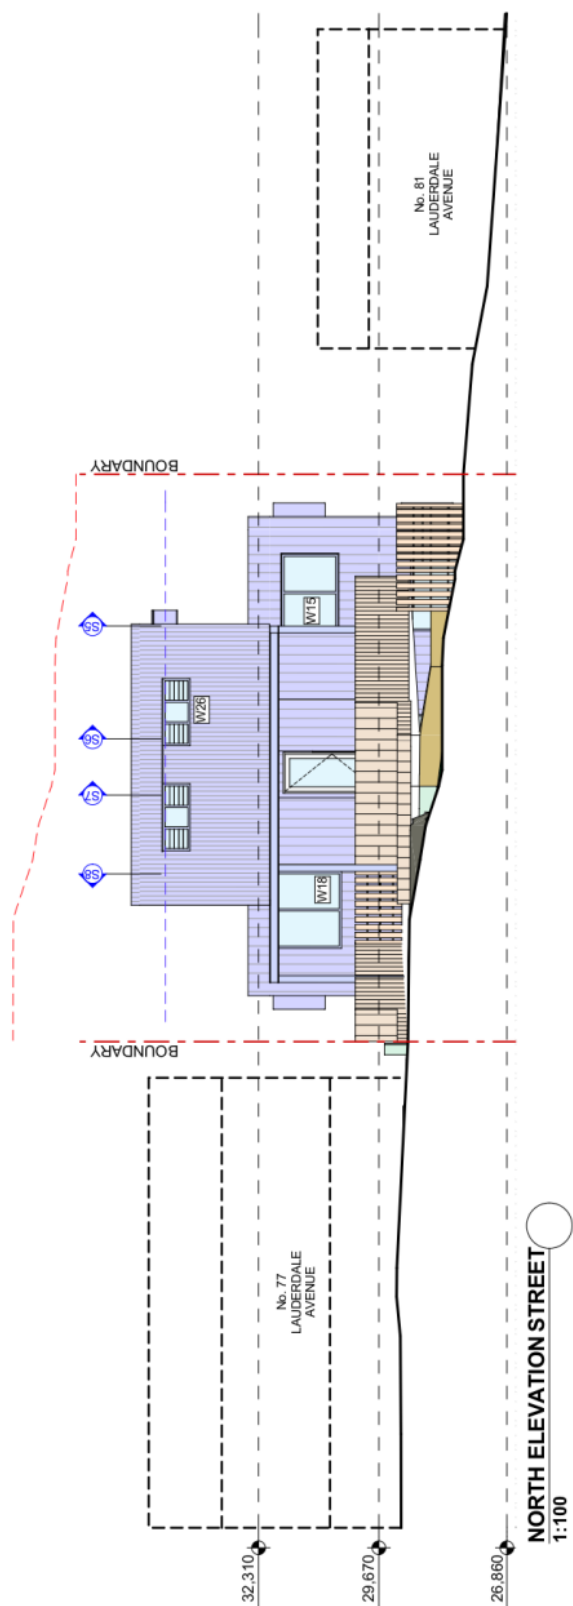 S8
S7
S6
S5
BOUNDARY
BOUNDARY
W26
W18
W15
No. 77
LAUDERDALE
AVENUE
No. 81
LAUDERDALE
AVENUE
32,310
29,670
26,860
NORTH ELEVATION STREET
1:100